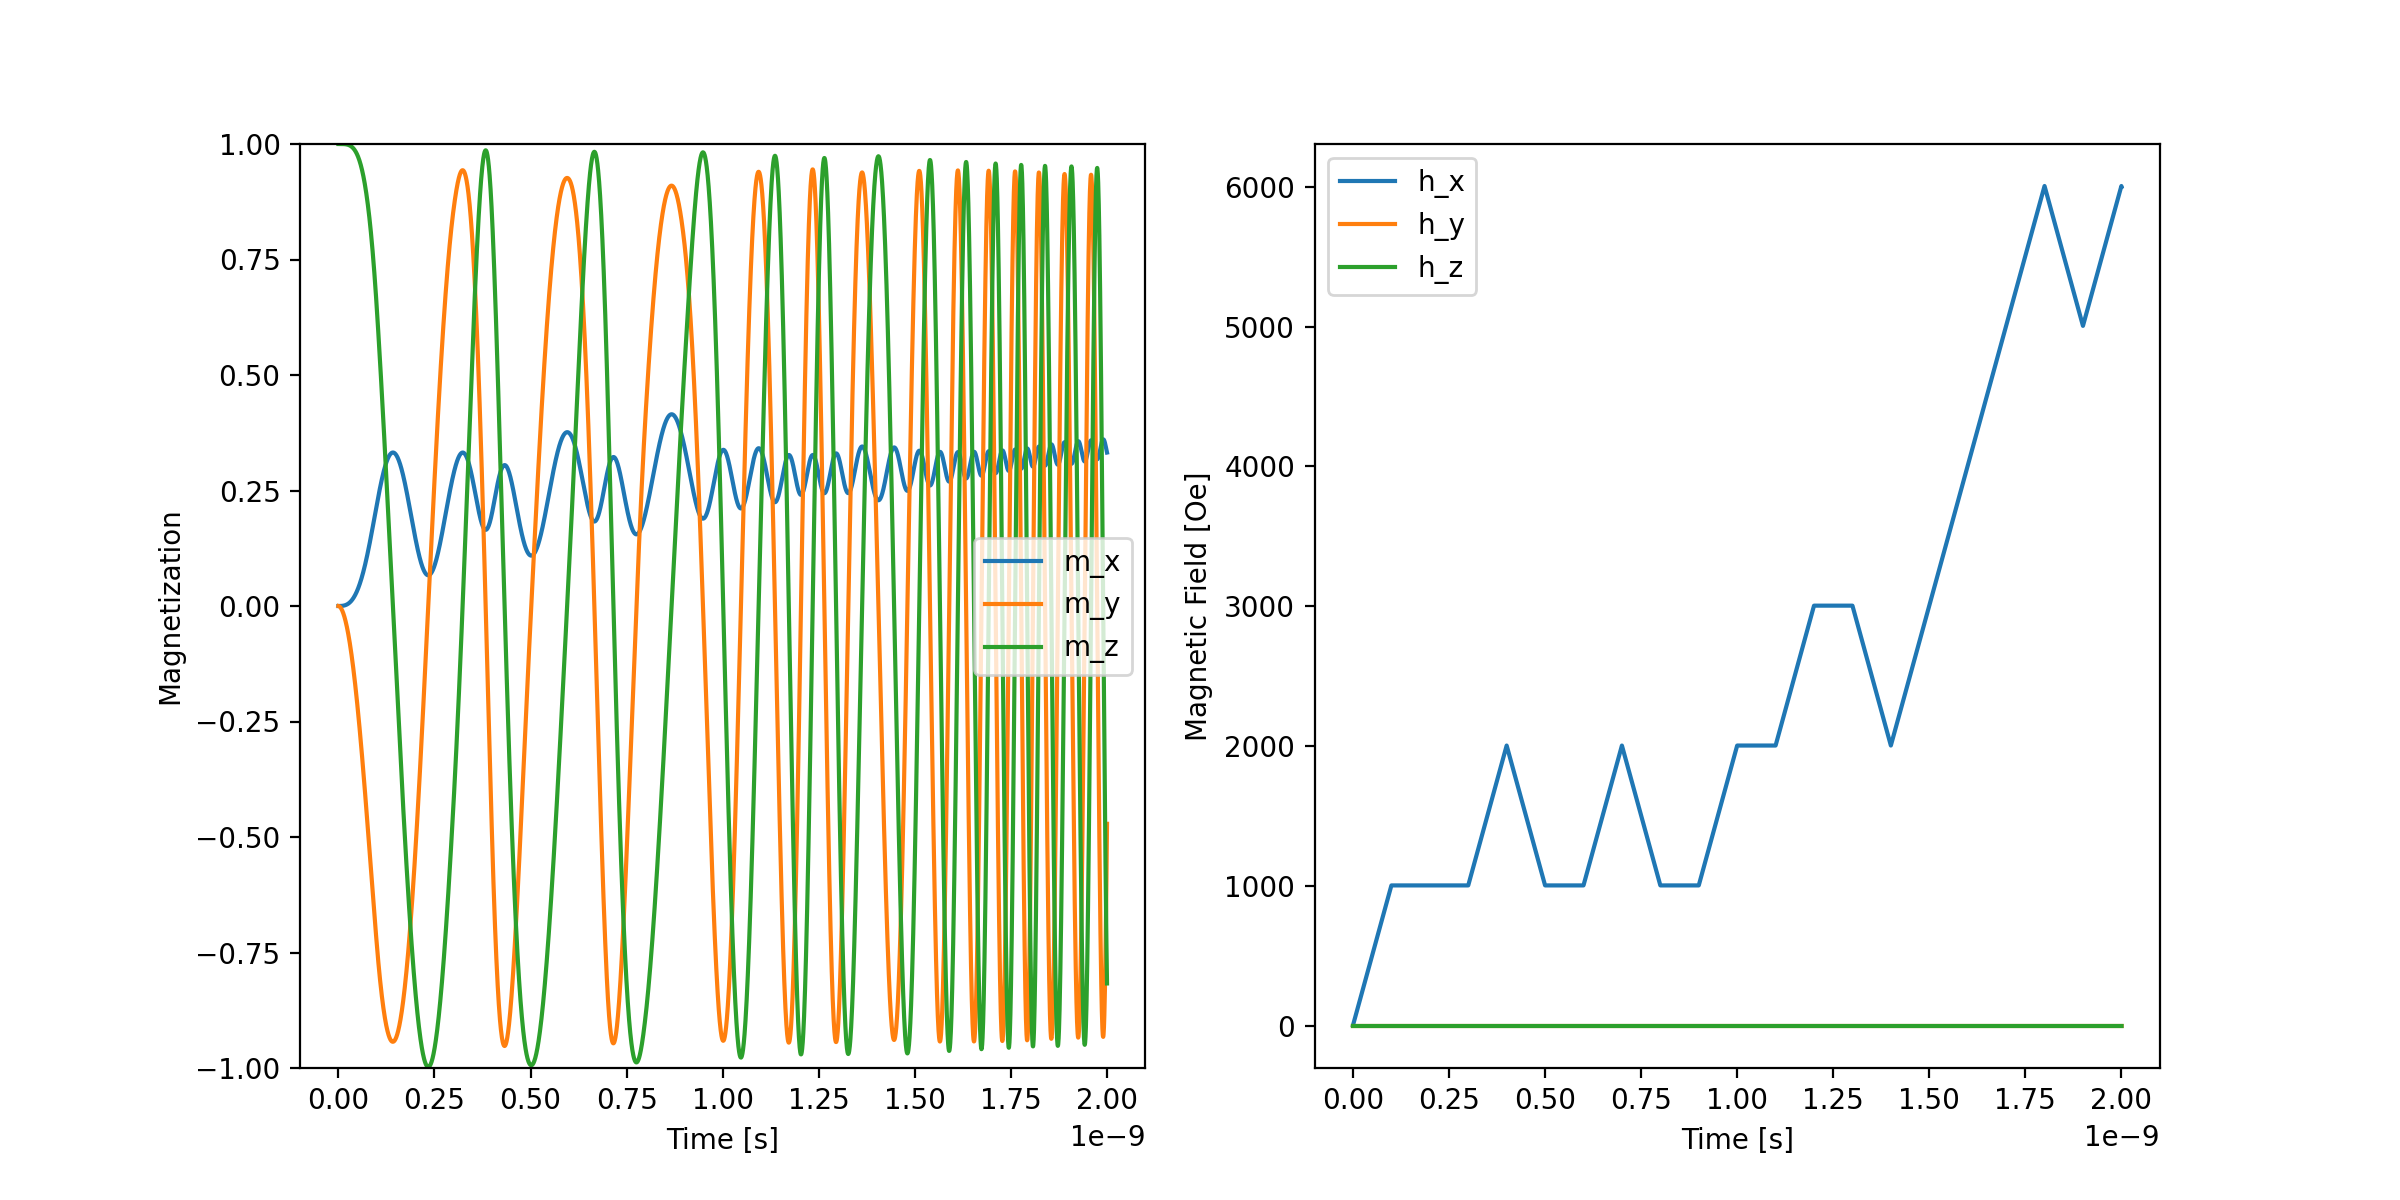 1.00
0.75
0.50
0.25
0.00
−0.25
−0.50
−0.75
−1.00
Magnetization
m_x
m_y
m_z
0.00 0.25 0.50 0.75 1.00 1.25 1.50 1.75 2.00
Time [s]
1e−9
6000
5000
4000
3000
2000
1000
0
Magnetic Field [Oe]
h_x
h_y
h_z
0.00 0.25 0.50 0.75 1.00 1.25 1.50 1.75 2.00
Time [s]
1e−9